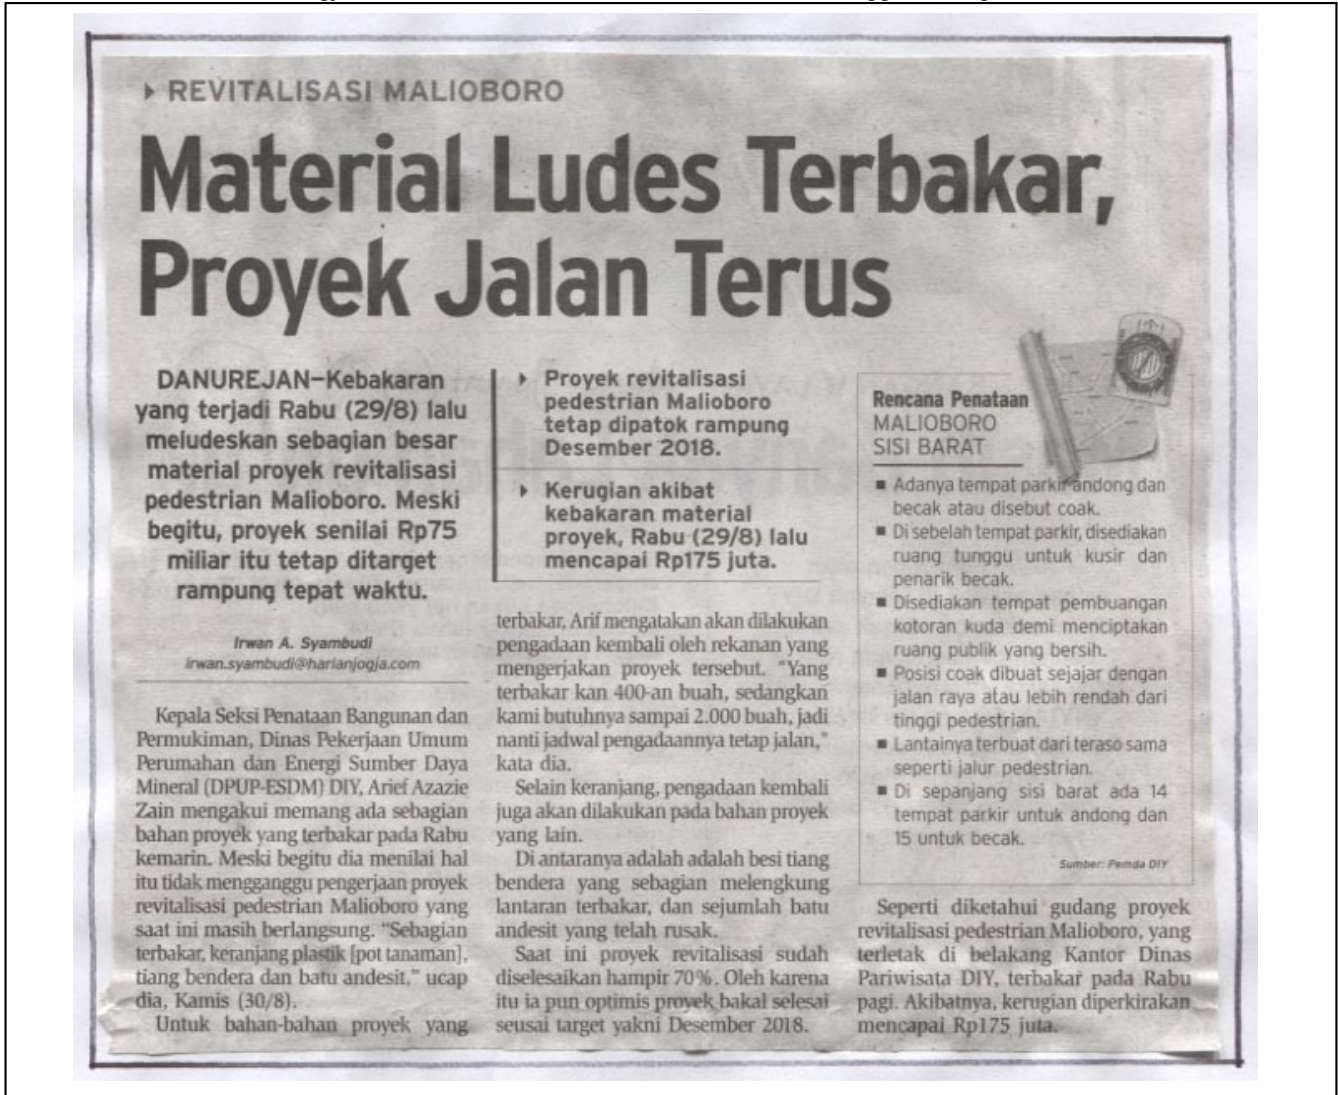 REVITALISASI MALIOBORO
Material Ludes Terbakar,
Proyek Jalan Terus
DANUREJAN—Kebakaran
yang terjadi Rabu (29/8) lalu
meludeskan sebagian besar
material proyek revitalisasi
pedestrian Malioboro. Meski
begitu, proyek senilai Rp75
miliar itu tetap ditarget
rampung tepat waktu.
Irwan A. Syambudi
irwan.syambudi@harianjogja.com
Kepala Seksi Penataan Bangunan dan
Permukiman, Dinas Pekerjaan Umum
Perumahan dan Energi Sumber Daya
Mineral (DPUP-ESDM) DIY, Arief Azazie
Zain mengakui memang ada sebagian
bahan proyek yang terbakar pada Rabu
kemarin. Meski begitu dia menilai hal
itu tidak mengganggu pengerjaan proyek
revitalisasi pedestrian Malioboro yang
saat ini masih berlangsung. "Sebagian
terbakar, keranjang plastik [pot tanaman],
tiang bendera dan batu andesit," ucap
dia, Kamis (30/8).
Untuk bahan-bahan proyek yang
Proyek revitalisasi
pedestrian Malioboro
tetap dipatok rampung
Desember 2018.
Kerugian akibat
kebakaran material
proyek, Rabu (29/8) lalu
mencapai Rp175 juta.
terbakar, Arif mengatakan akan dilakukan
pengadaan kembali oleh rekanan yang
mengerjakan proyek tersebut. "Yang
terbakar kan 400-an buah, sedangkan
kami butuhnya sampai 2.000 buah, jadi
nanti jadwal pengadaannya tetap jalan,"
kata dia.
Selain keranjang, pengadaan kembali
juga akan dilakukan pada bahan proyek
yang lain.
Di antaranya adalah adalah besi tiang
bendera yang sebagian melengkung
lantaran terbakar, dan sejumlah batu
andesit yang telah rusak.
Saat ini proyek revitalisasi sudah
diselesaikan hampir 70%. Oleh karena
itu ia pun optimis proyek bakal selesai
seusai target yakni Desember 2018.
Rencana Penataan
MALIOBORO
SISI BARAT
■ Adanya tempat parkir andong dan
becak atau disebut coak.
■ Di sebelah tempat parkir, disediakan
ruang tunggu untuk kusir dan
penarik becak.
■ Disediakan tempat pembuangan
kotoran kuda demi menciptakan
ruang publik yang bersih.
■ Posisi coak dibuat sejajar dengan
jalan raya atau lebih rendah dari
tinggi pedestrian.
■ Lantainya terbuat dari teraso sama
seperti jalur pedestrian.
■ Di sepanjang sisi barat ada 14
tempat parkir untuk andong dan
15 untuk becak.
Sumber: Pemda DIY
Seperti diketahui gudang proyek
revitalisasi pedestrian Malioboro, yang
terletak di belakang Kantor Dinas
Pariwisata DIY, terbakar pada Rabu
pagi. Akibatnya, kerugian diperkirakan
mencapai Rp175 juta.